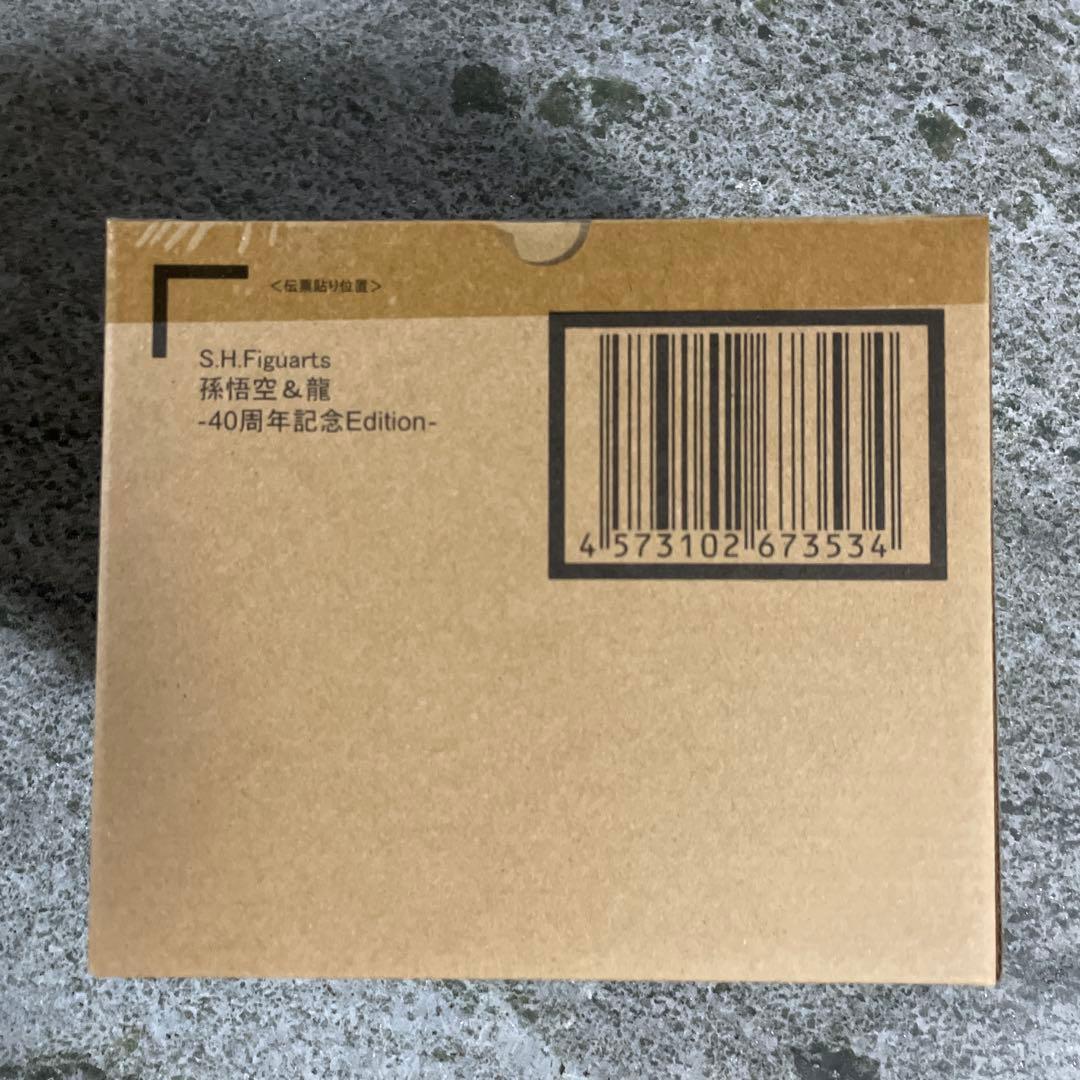 ＜伝票貼り位置＞
S.H.Figuarts
孫悟空＆龍
-40周年記念Edition-
4 573102 673534